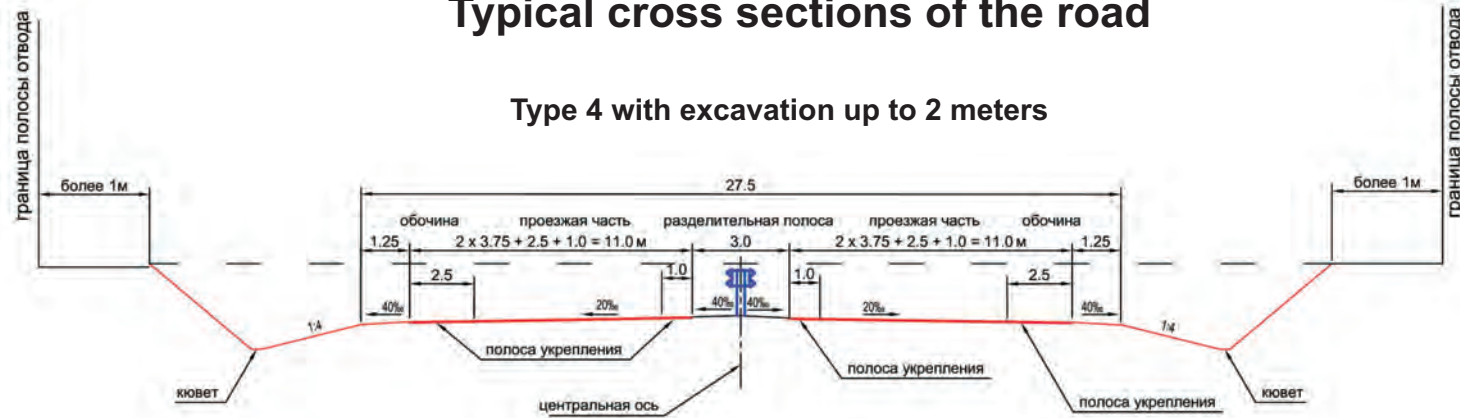 Typical cross sections of the road
Type 4 with excavation up to 2 meters
граница полосы отвода
граница полосы отвода
более 1м
27.5
более 1м
обочина
проезжая часть
разделительная полоса
проезжая часть
обочина
1.25
2 x 3.75 + 2.5 + 1.0 = 11.0 м
3.0
2 x 3.75 + 2.5 + 1.0 = 11.0 м
1.25
2.5
1.0
1.0
2.5
40‰
20‰
40‰
40‰
20‰
40‰
1:4
1:4
полоса укрепления
полоса укрепления
кювет
центральная ось
полоса укрепления
кювет